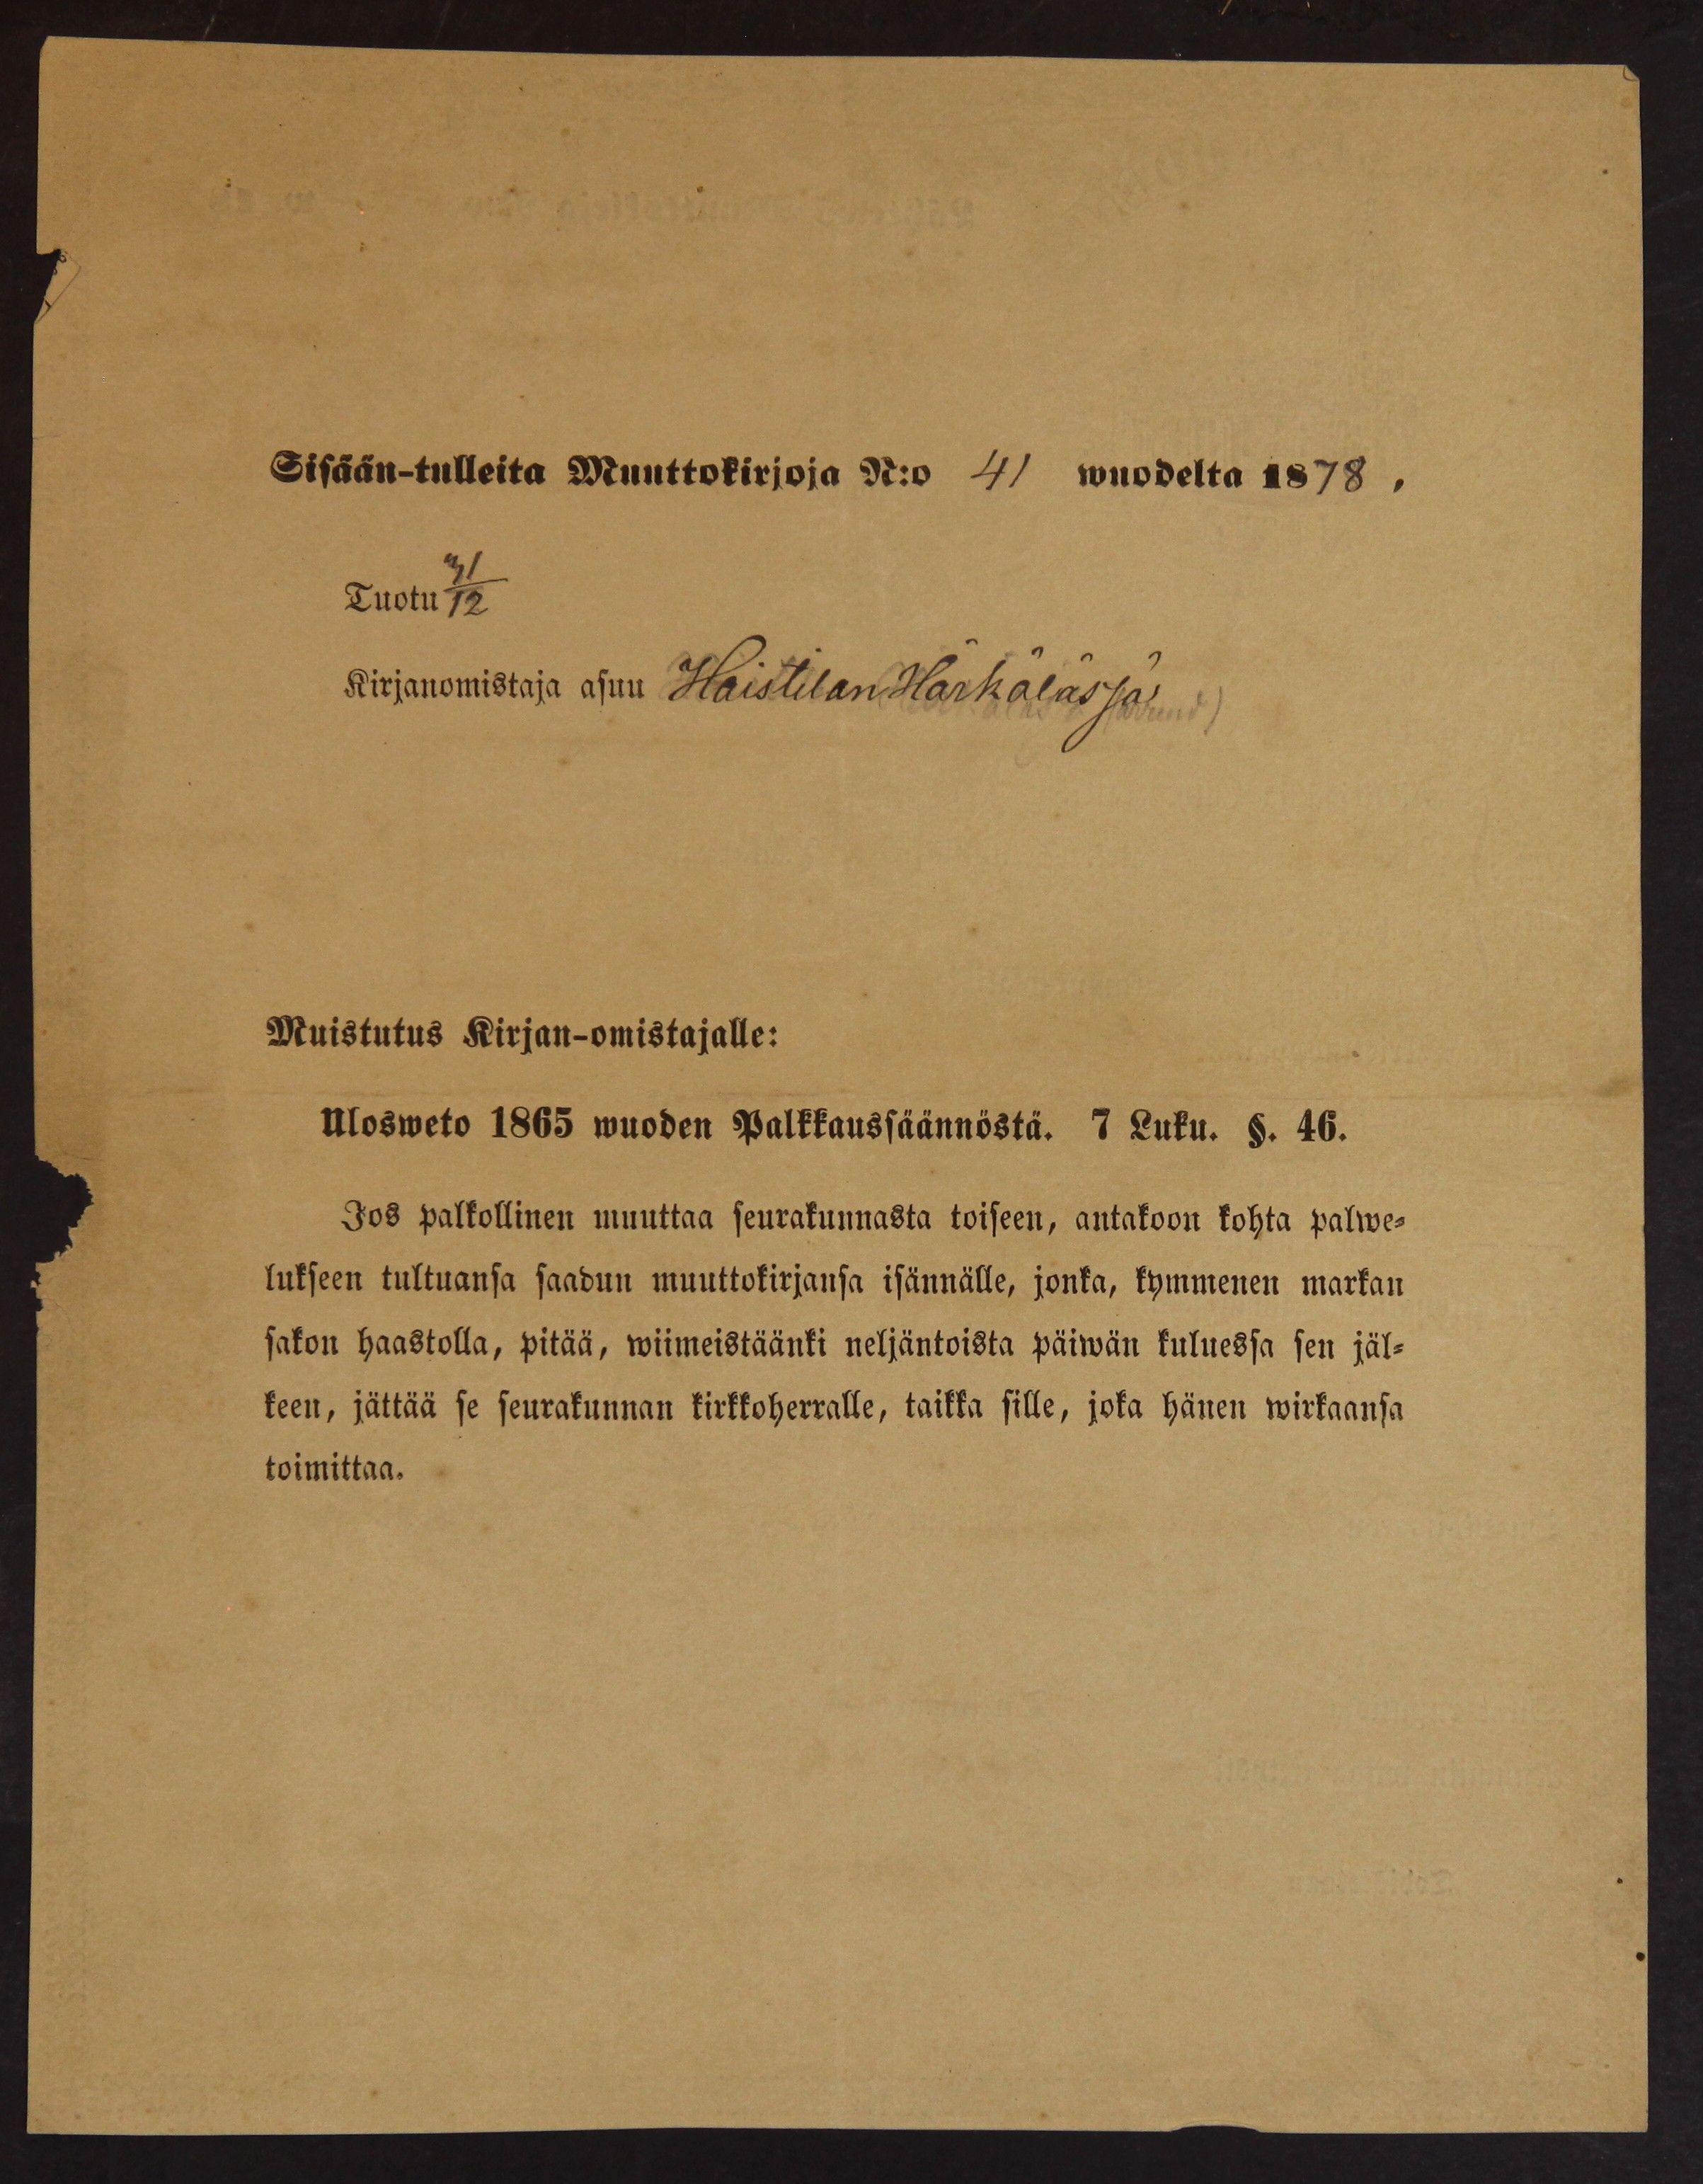 Sisään-tulleita Muuttokirjoja N:o 41 wuodelta 1878,
Tuotu 31/12
Kirjanomistaja asuu Haistilan Härkälässä
Muistutus Kirjan-omistajalle:
Ulosweto 1865 wuoden Palkkaussäännöstä. 7 Luku. §. 46.
Jos palkollinen muuttaa seurakunnasta toiseen, antakoon kohta palwe-
lukseen tultuansa saadun muuttokirjansa isännälle, jonka, kymmenen markan
sakon haastolla, pitää, wiimeistäänki neljäntoista päiwän kuluessa sen jäl-
keen, jättää se seurakunnan kirkkoherralle, taikka sille, joka hänen wirkaansa
toimittaa.